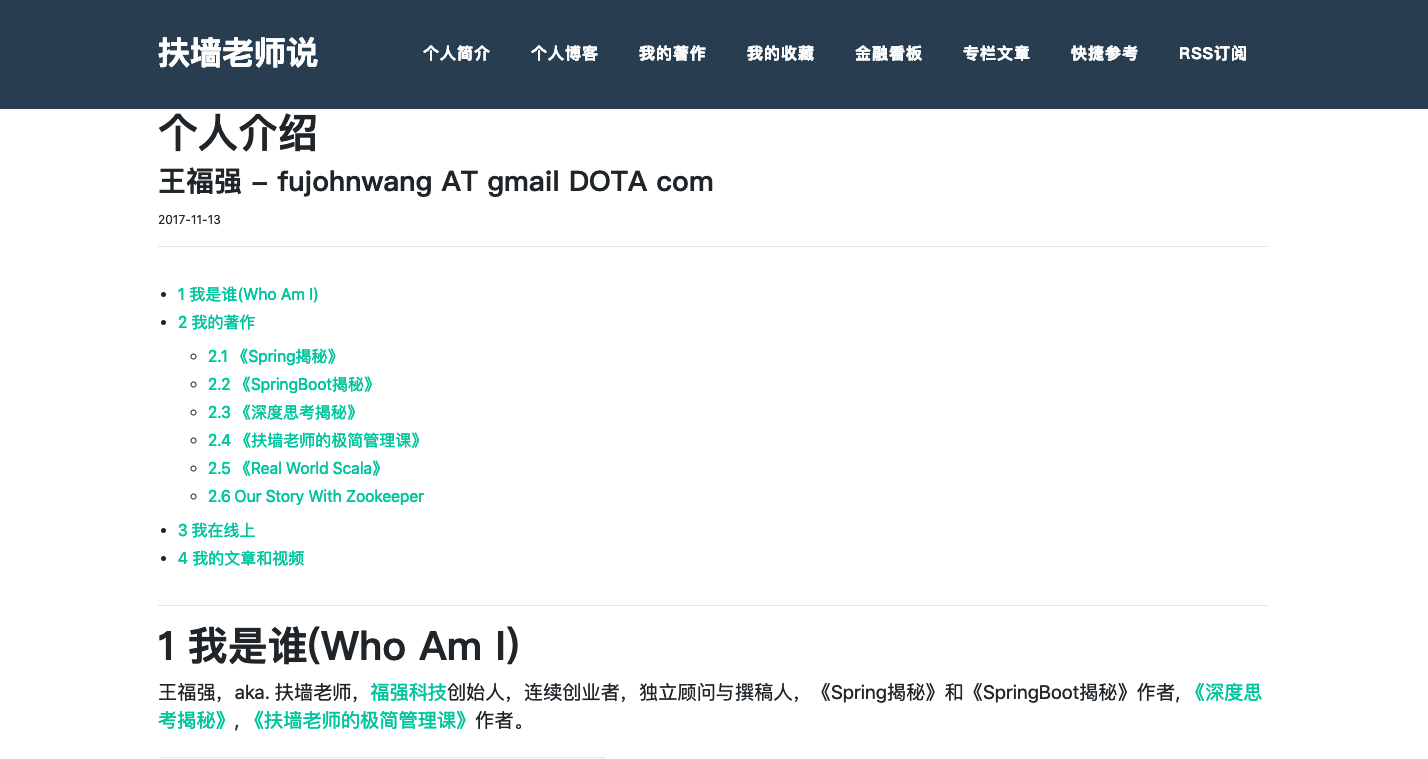 扶墙老师说
个人简介 个人博客 我的著作 我的收藏 金融看板 专栏文章 快捷参考 RSS订阅
个人介绍
王福强 – fujohnwang AT gmail DOTA com
2017-11-13
1 我是谁(Who Am I)
2 我的著作
2.1 《Spring揭秘》
2.2 《SpringBoot揭秘》
2.3 《深度思考揭秘》
2.4 《扶墙老师的极简管理课》
2.5 《Real World Scala》
2.6 Our Story With Zookeeper
3 我在线上
4 我的文章和视频
1 我是谁(Who Am I)
王福强，aka. 扶墙老师，福强科技创始人，连续创业者，独立顾问与撰稿人，《Spring揭秘》和《SpringBoot揭秘》作者, 《深度思
考揭秘》, 《扶墙老师的极简管理课》作者。